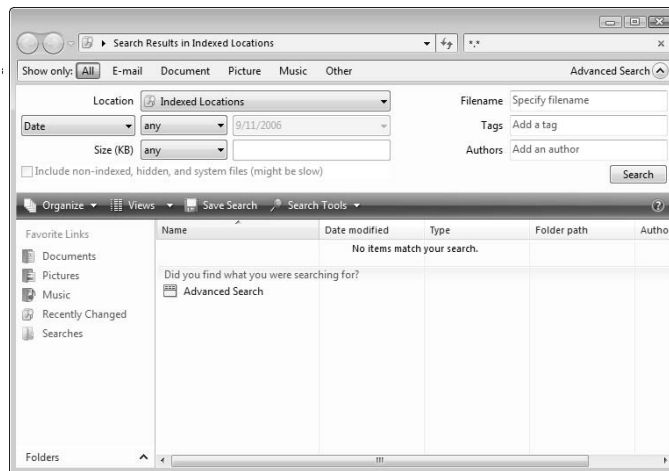 Search Results in Indexed Locations *.*
Show only: All E-mail Document Picture Music Other Advanced Search
Location Indexed Locations Filename Specify filename
Date any 9/11/2006 Tags Add a tag
Size (KB) any Authors Add an author
Include non-indexed, hidden, and system files (might be slow)
Search
Organize Views Save Search Search Tools
Favorite Links Name Date modified Type Folder path Autho
No items match your search.
Documents
Did you find what you were searching for?
Pictures
Advanced Search
Music
Recently Changed
Searches
Folders